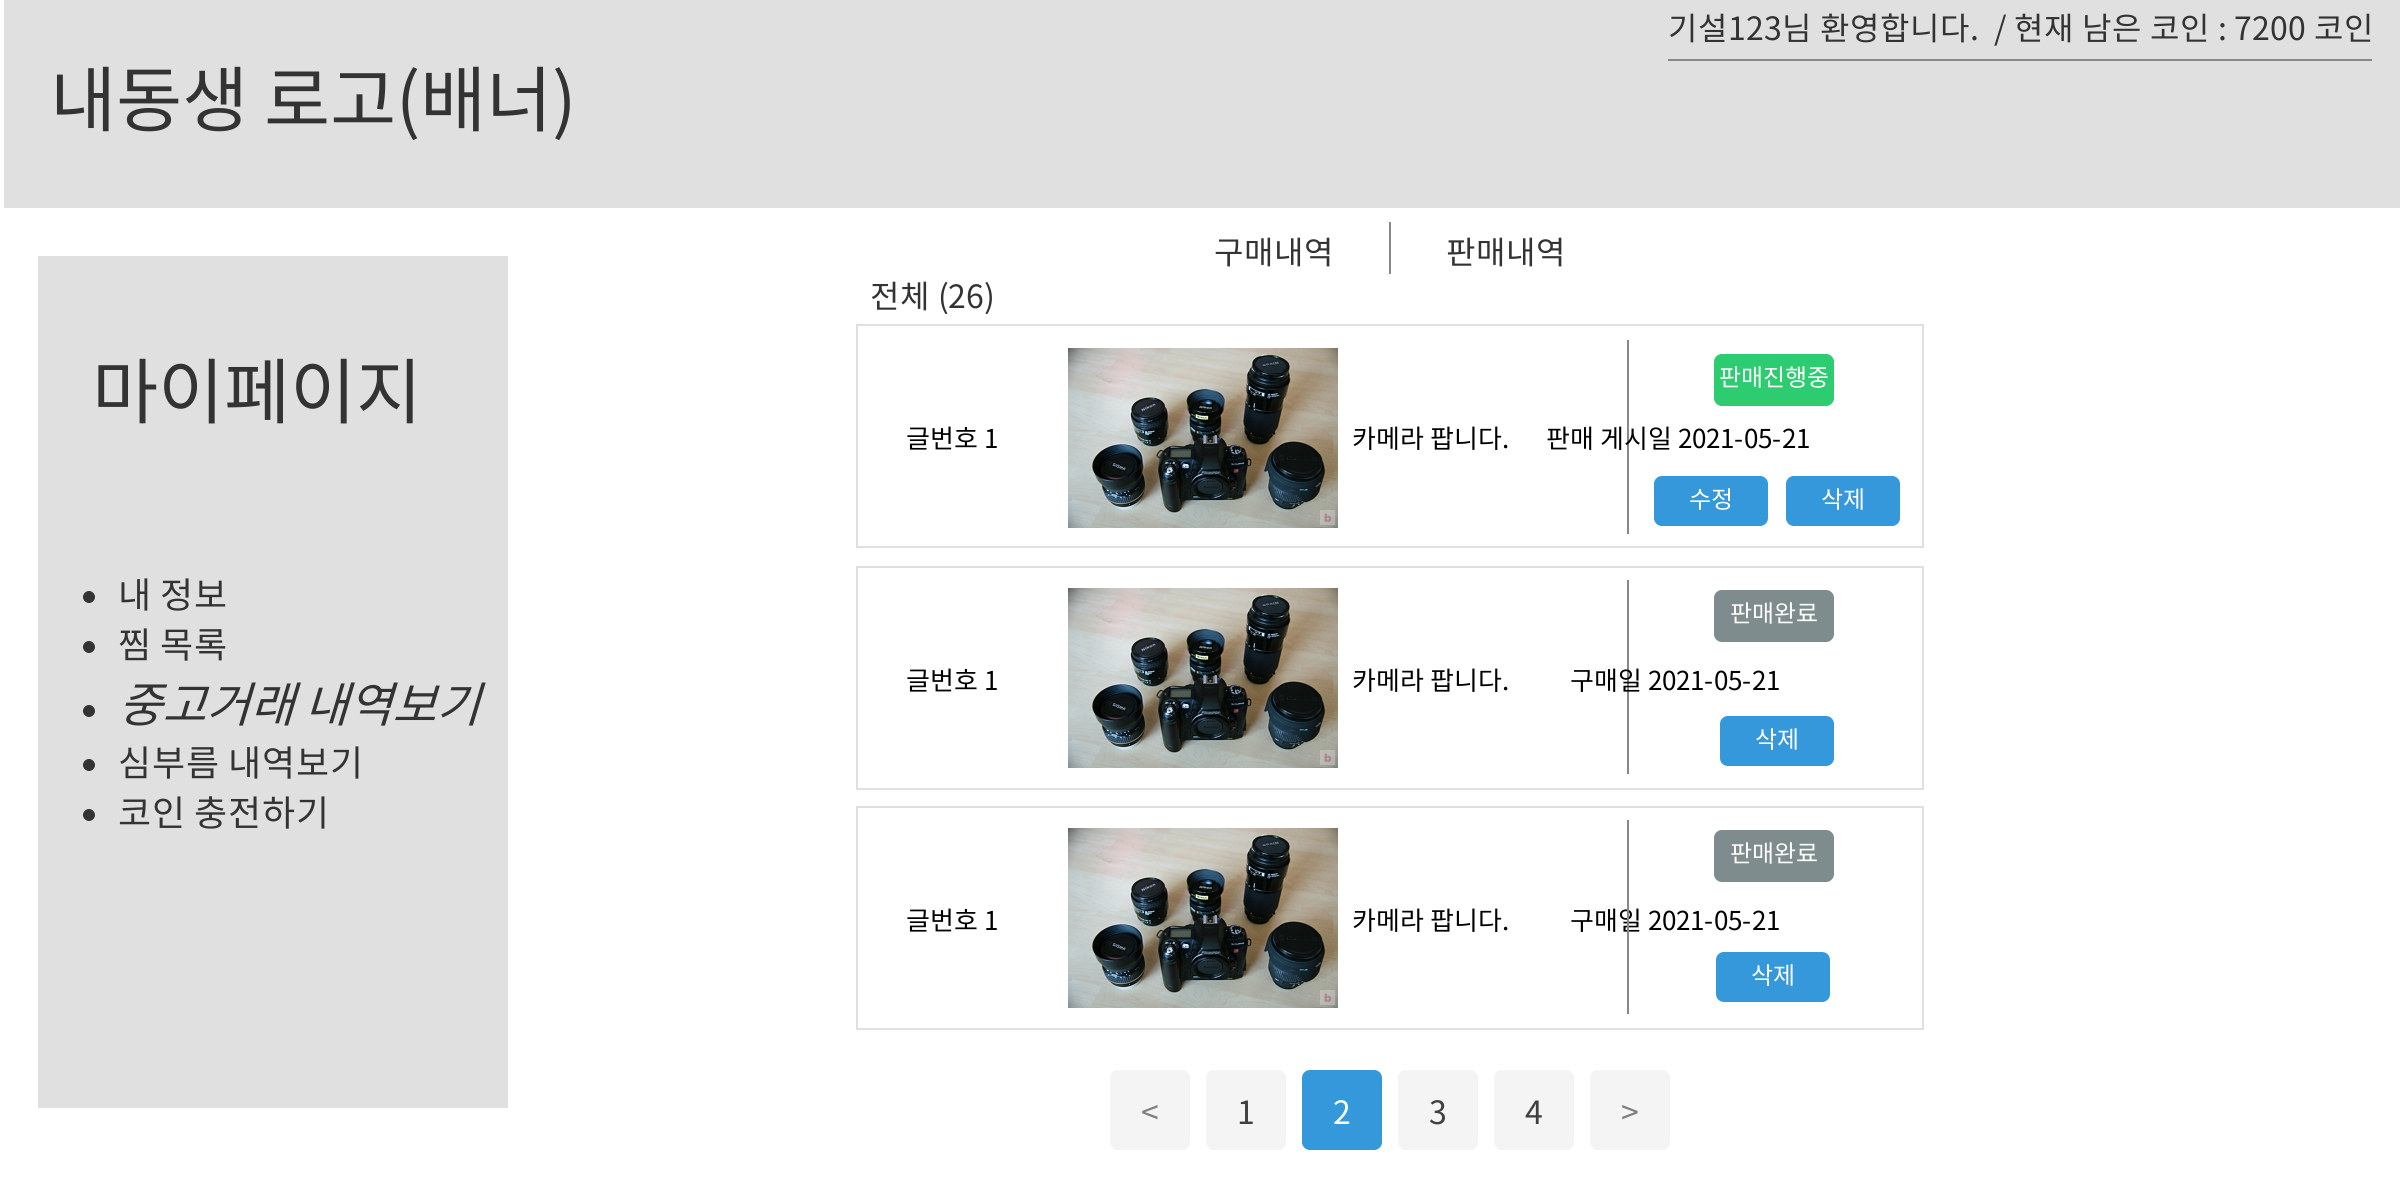 기설123님 환영합니다. / 현재 남은 코인 : 7200 코인
내동생 로고(배너)
마이페이지
내 정보
찜 목록
중고거래 내역보기
심부름 내역보기
코인 충전하기
구매내역
판매내역
전체 (26)
판매진행중
글번호 1
카메라 팝니다.
판매 게시일 2021-05-21
수정
삭제
판매완료
글번호 1
카메라 팝니다.
구매일 2021-05-21
삭제
판매완료
글번호 1
카메라 팝니다.
구매일 2021-05-21
삭제
< 1 2 3 4 >